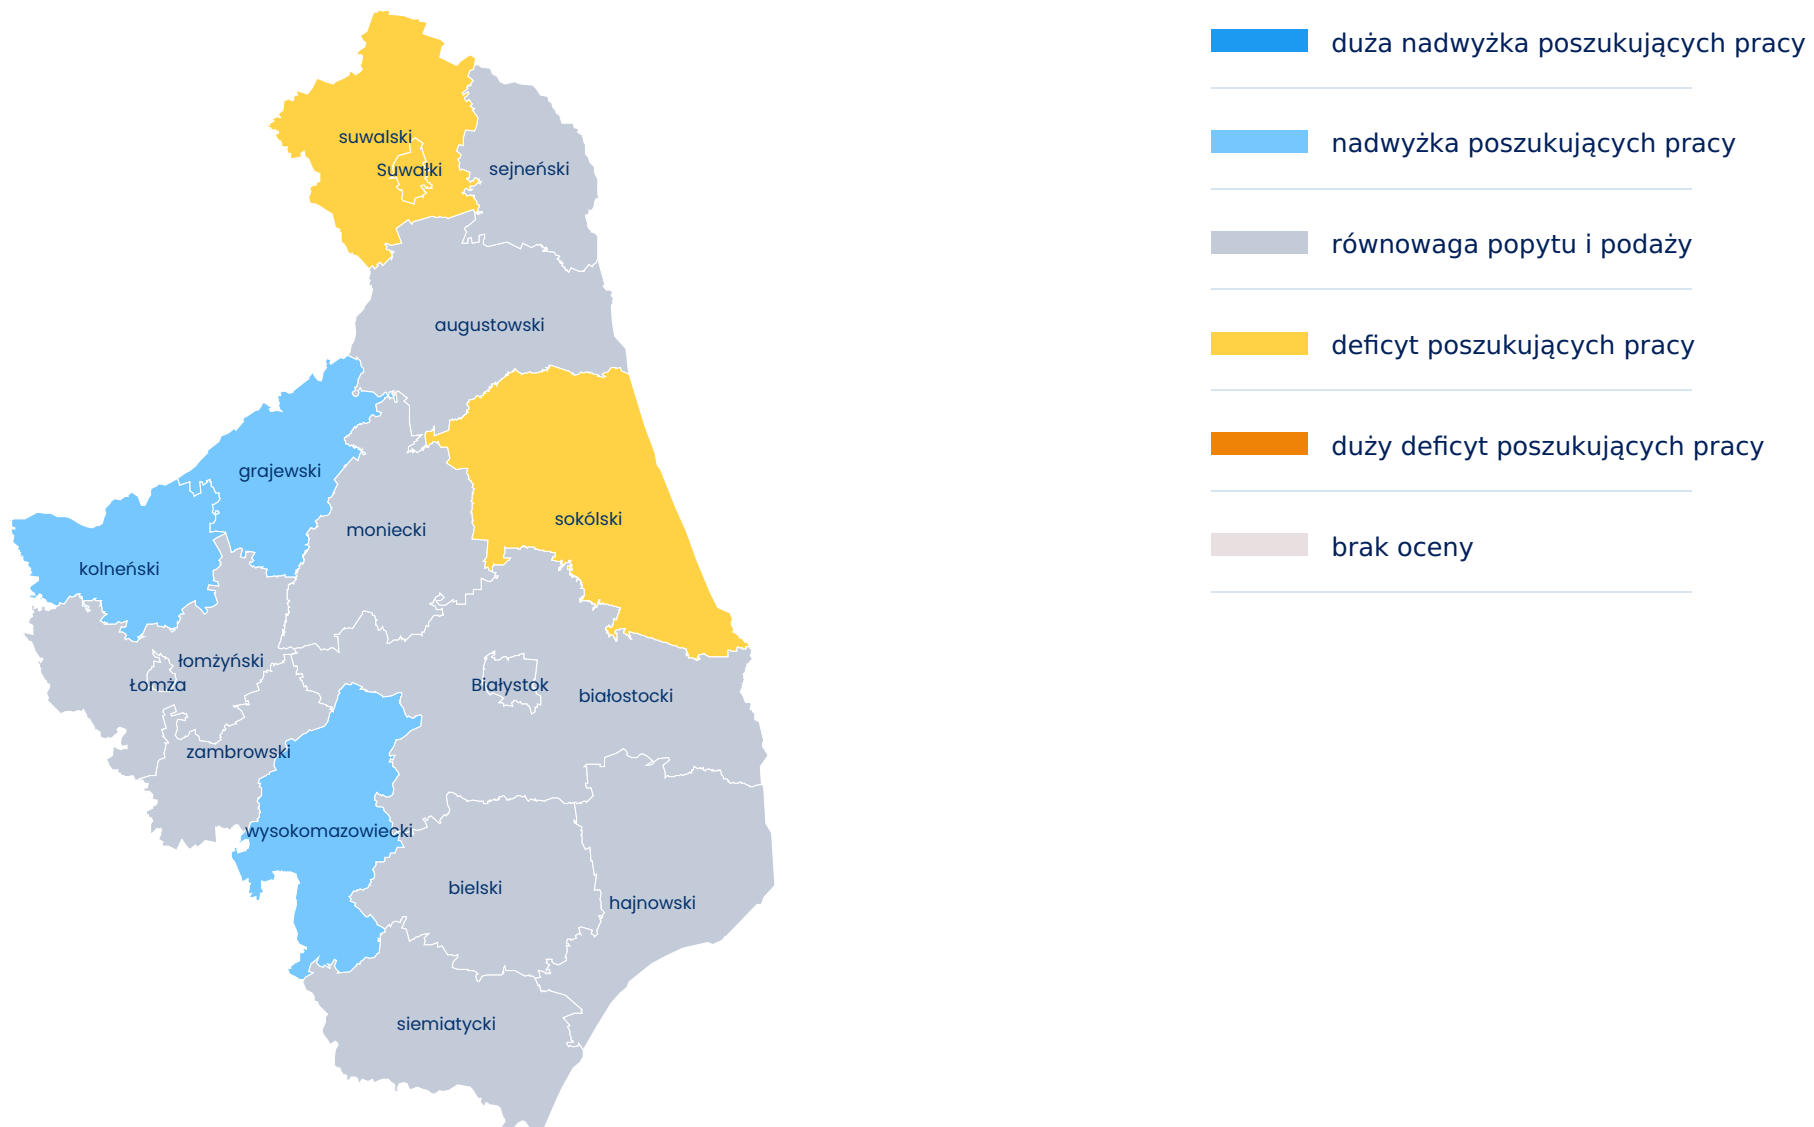 duża nadwyżka poszukujących pracy
nadwyżka poszukujących pracy
równowaga popytu i podaży
deficyt poszukujących pracy
duży deficyt poszukujących pracy
brak oceny
suwalski
Suwałki
sejneński
augustowski
grajewski
sokólski
moniecki
kolneński
łomżyński
Łomża
Białystok
białostocki
zambrowski
wysokomazowiecki
bielski
hajnowski
siemiatycki